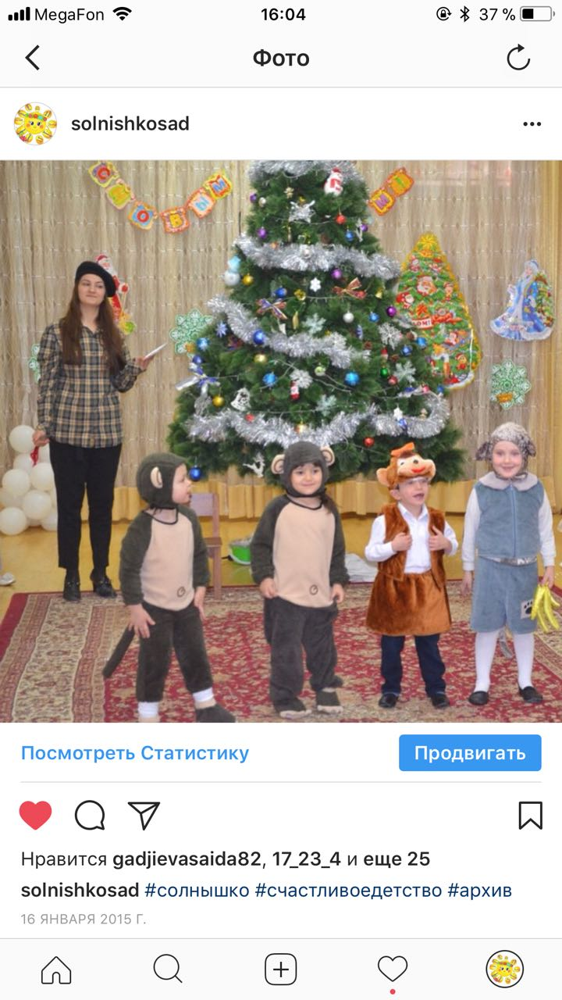 MegaFon 16:04 37 %
Фото
solnishkosad
С НОВЫМ
Посмотреть Статистику
Продвигать
Нравится gadjievasaida82, 17_23_4 и еще 25
solnishkosad #солнышко #счастливоедетство #архив
16 ЯНВАРЯ 2015 Г.